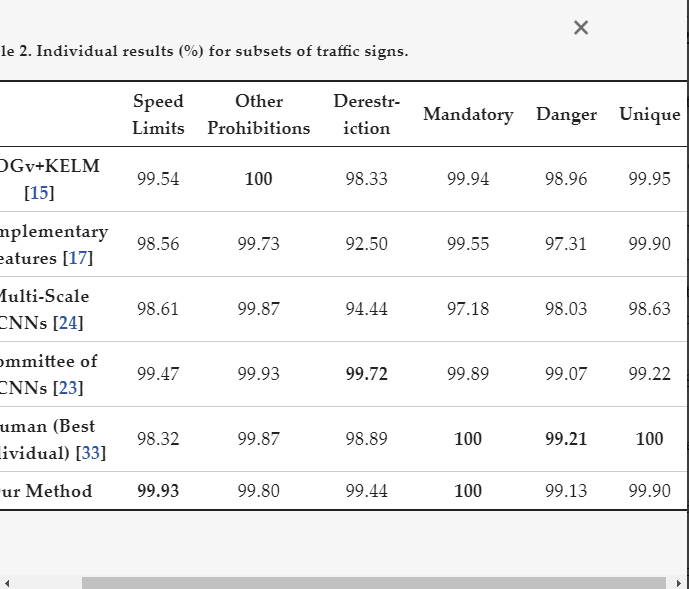 le 2. Individual results (%) for subsets of traffic signs.
Speed Limits Other Prohibitions Derestr-iction Mandatory Danger Unique
OGv+KELM [15] 99.54 100 98.33 99.94 98.96 99.95
mplementary eatures [17] 98.56 99.73 92.50 99.55 97.31 99.90
Multi-Scale CNNs [24] 98.61 99.87 94.44 97.18 98.03 98.63
ommittee of CNNs [23] 99.47 99.93 99.72 99.89 99.07 99.22
uman (Best dividual) [33] 98.32 99.87 98.89 100 99.21 100
ur Method 99.93 99.80 99.44 100 99.13 99.90